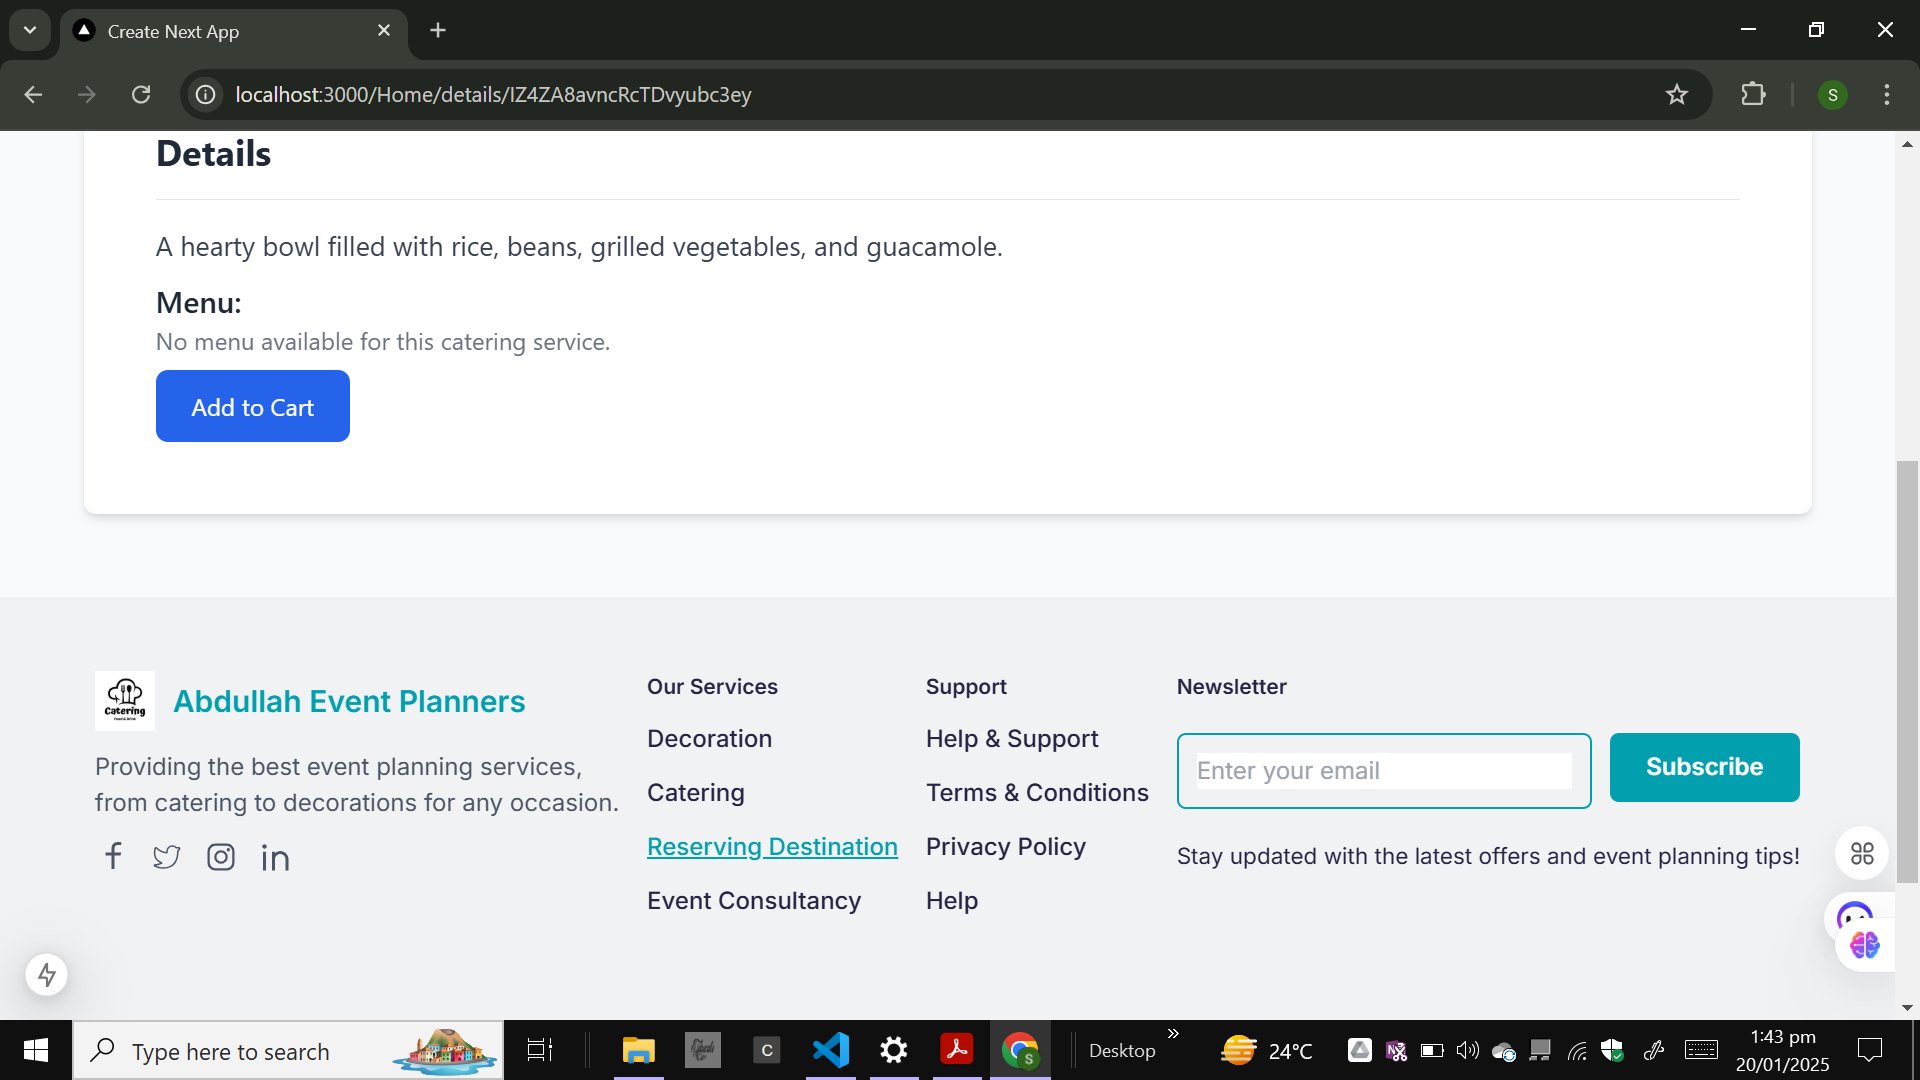 Create Next App
localhost:3000/Home/details/IZ4ZA8avncRcTDvyubc3ey
S
Details
A hearty bowl filled with rice, beans, grilled vegetables, and guacamole.
Menu:
No menu available for this catering service.
Add to Cart
Catering
Abdullah Event Planners
Providing the best event planning services,
from catering to decorations for any occasion.
Our Services
Decoration
Catering
Reserving Destination
Event Consultancy
Support
Help & Support
Terms & Conditions
Privacy Policy
Help
Newsletter
Enter your email
Subscribe
Stay updated with the latest offers and event planning tips!
Type here to search
C
S
Desktop
24°C
1:43 pm
20/01/2025